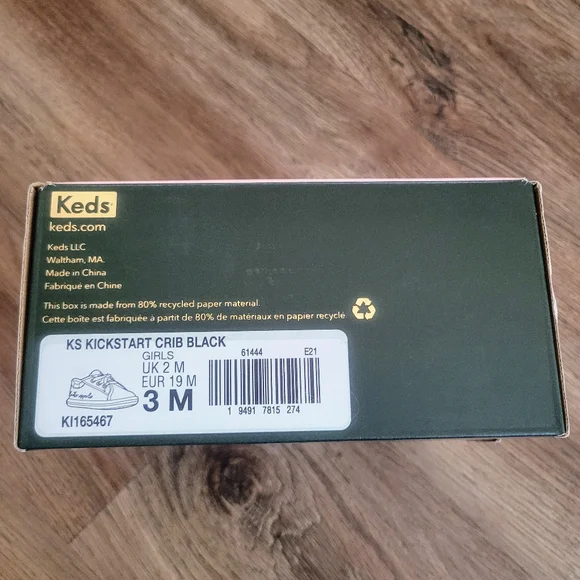 Keds
keds.com
Keds LLC
Waltham, MA.
Made in China
Fabriqué en Chine
This box is made from 80% recycled paper material.
Cette boîte est fabriquée à partit de 80% de matériaux en papier recyclé
KS KICKSTART CRIB BLACK
GIRLS
UK 2 M
EUR 19 M
3 M
KI165467
61444 E21
1 9491 7815 274